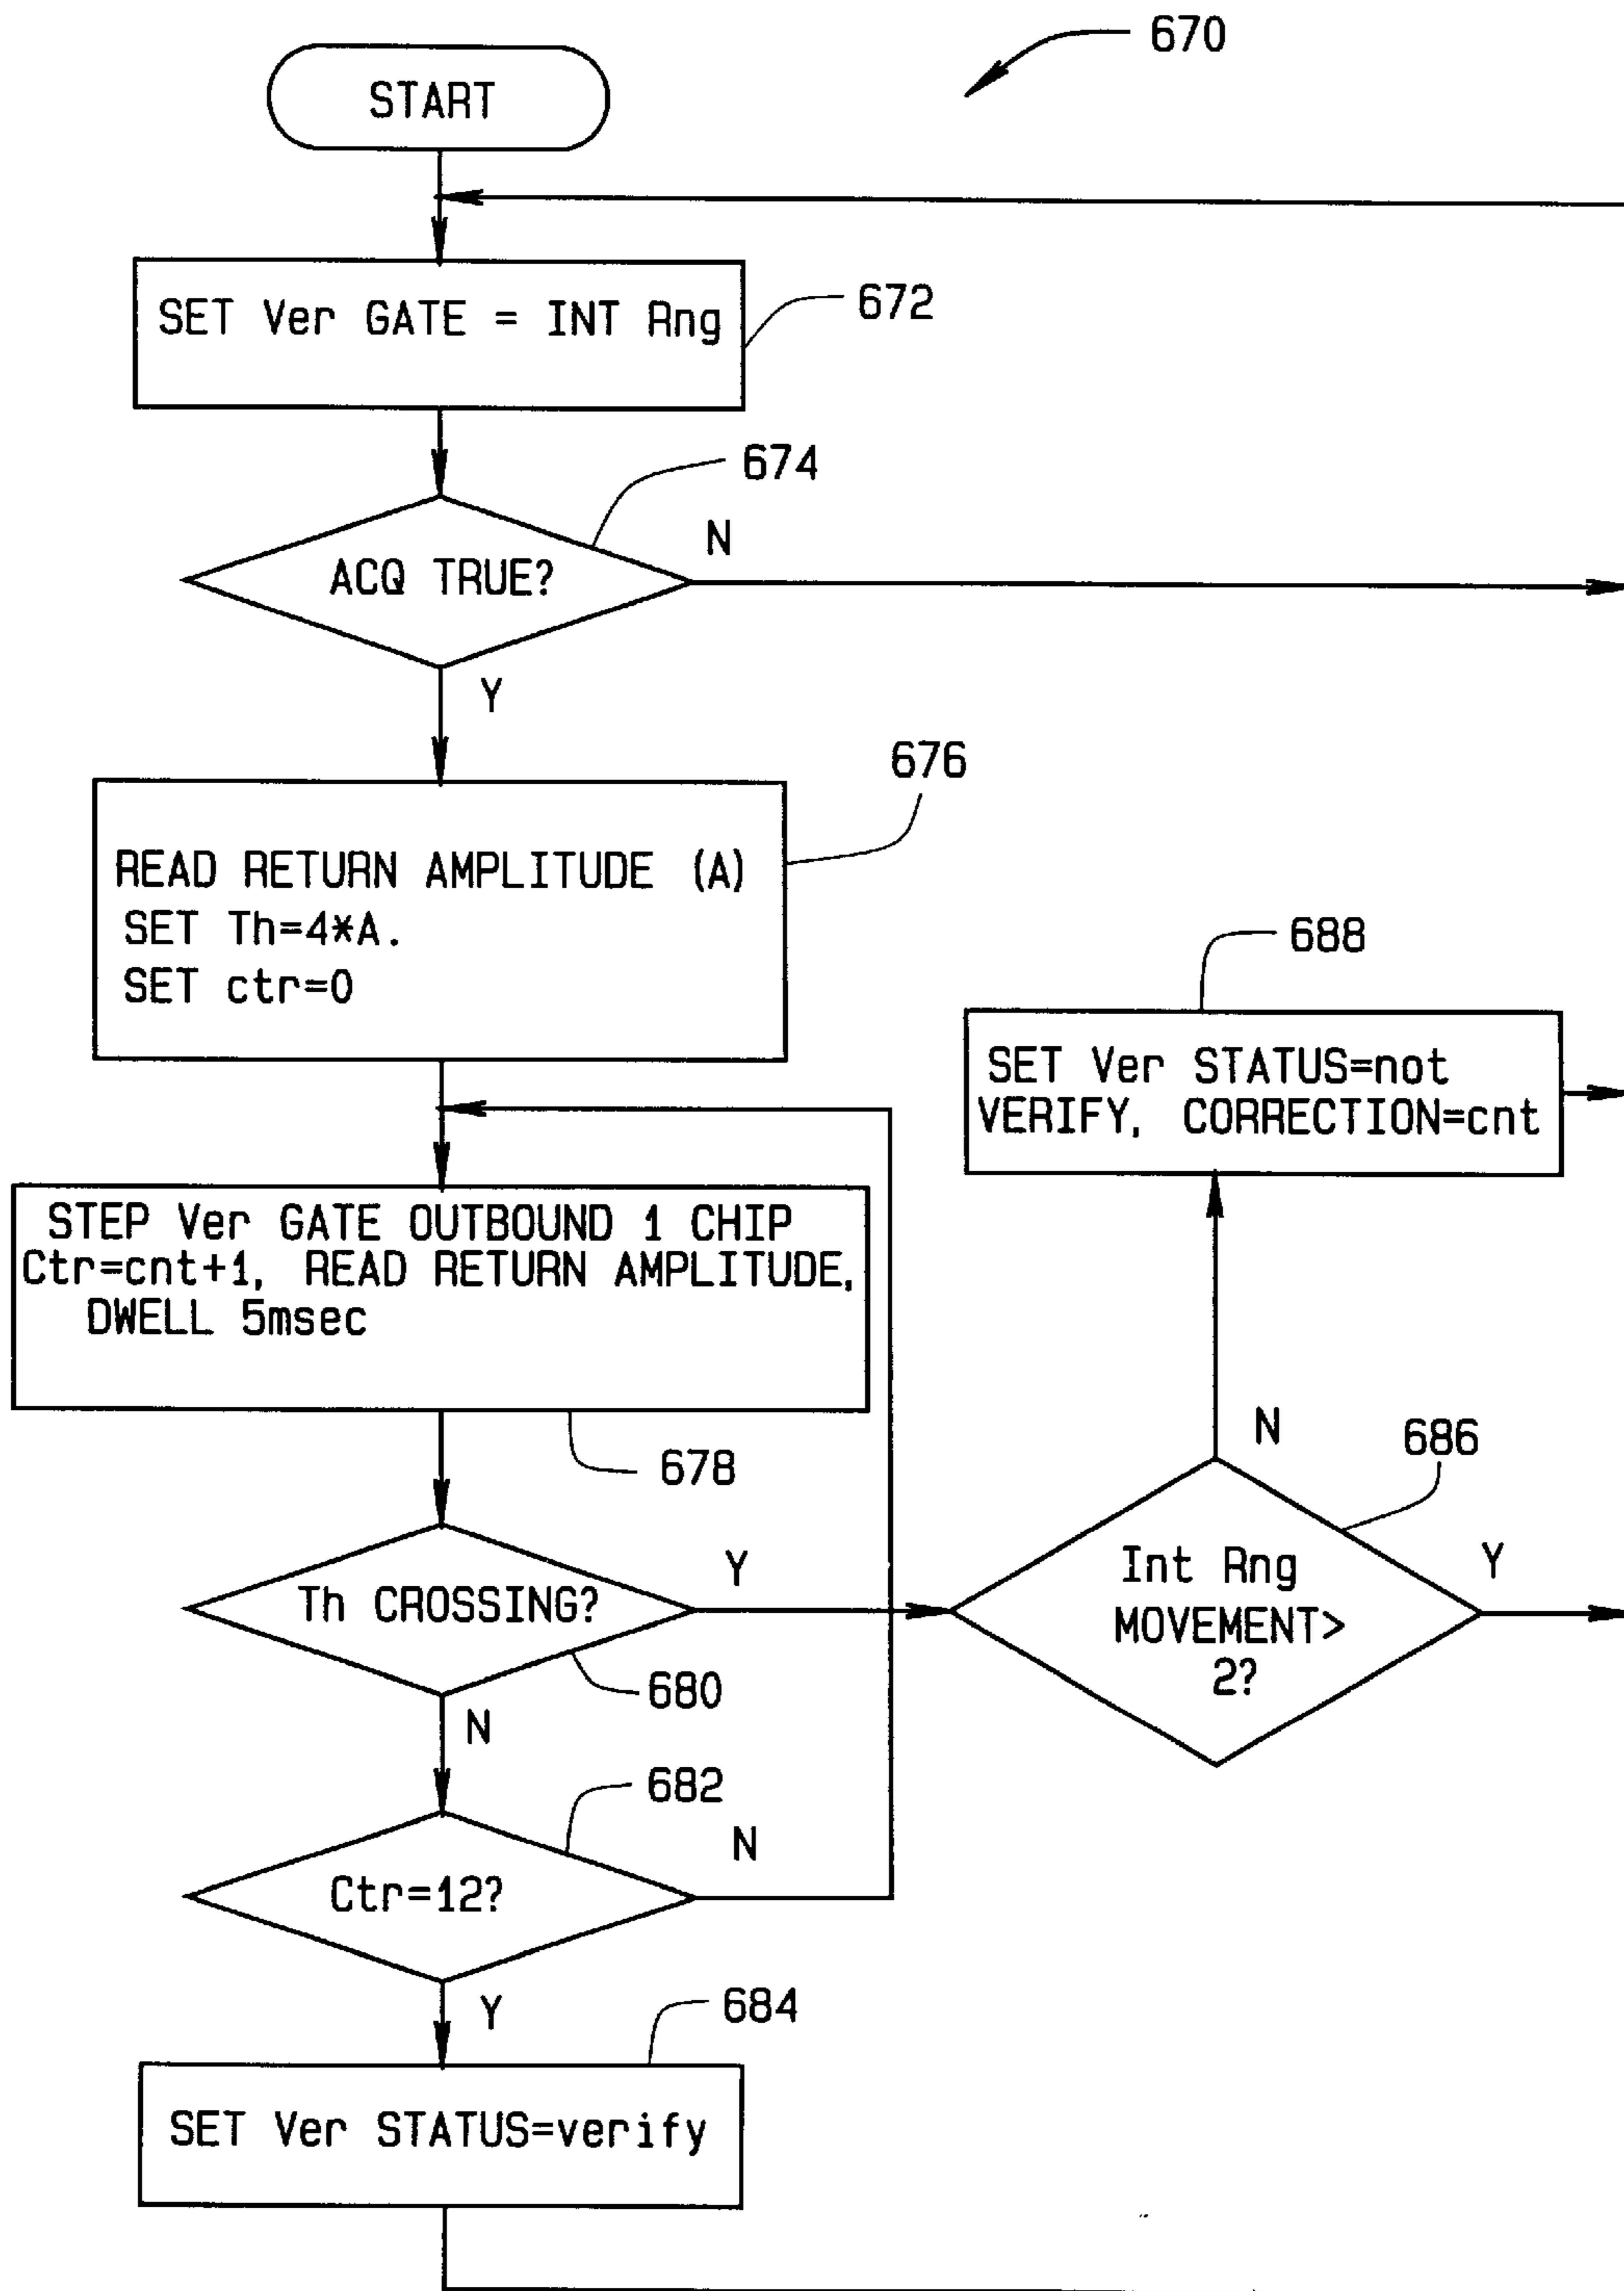 670
START
SET Ver GATE = INT Rng
672
674
ACQ TRUE?
N
Y
676
READ RETURN AMPLITUDE (A)
SET Th=4*A.
SET ctr=0
688
SET Ver STATUS=not
VERIFY, CORRECTION=cnt
STEP Ver GATE OUTBOUND 1 CHIP
Ctr=cnt+1, READ RETURN AMPLITUDE,
DWELL 5msec
678
N
686
Th CROSSING?
Y
680
N
Int Rng
MOVEMENT>
2?
Y
682
Ctr=12?
N
Y
684
SET Ver STATUS=verify